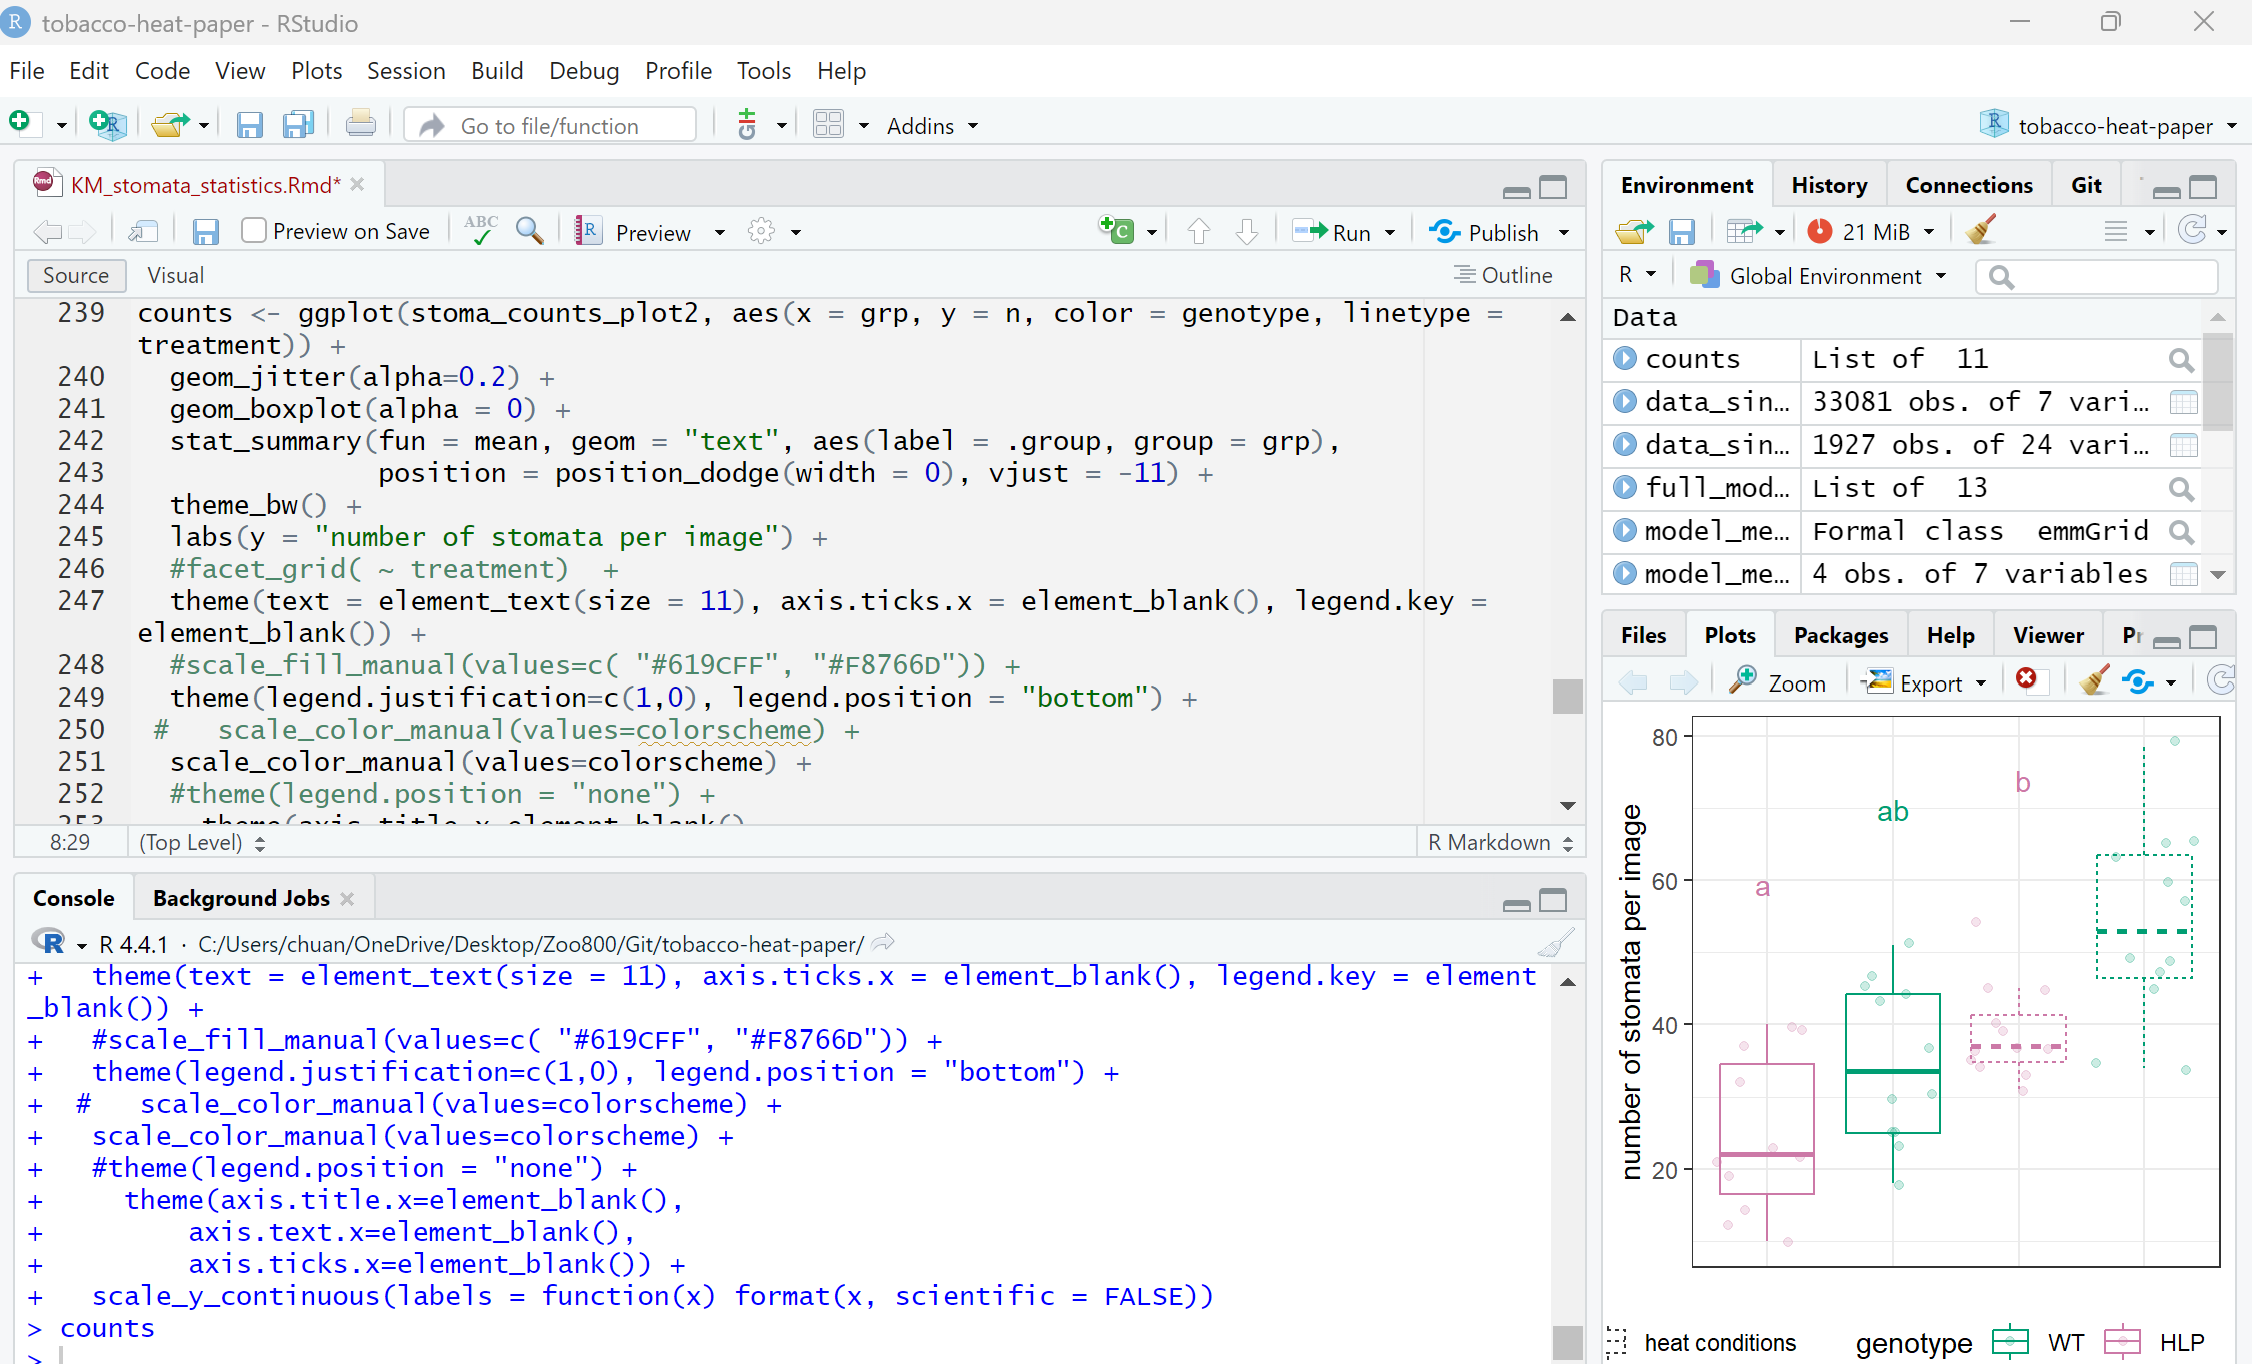 tobacco-heat-paper - RStudio
File Edit Code View Plots Session Build Debug Profile Tools Help
Go to file/function Addins tobacco-heat-paper
KM_stomata_statistics.Rmd*
Preview on Save ABC Preview Run Publish
Source Visual Outline
239 counts <- ggplot(stoma_counts_plot2, aes(x = grp, y = n, color = genotype, linetype =
treatment)) +
240 geom_jitter(alpha=0.2) +
241 geom_boxplot(alpha = 0) +
242 stat_summary(fun = mean, geom = "text", aes(label = .group, group = grp),
243 position = position_dodge(width = 0), vjust = -11) +
244 theme_bw() +
245 labs(y = "number of stomata per image") +
246 #facet_grid( ~ treatment) +
247 theme(text = element_text(size = 11), axis.ticks.x = element_blank(), legend.key =
element_blank()) +
248 #scale_fill_manual(values=c( "#619CFF", "#F8766D")) +
249 theme(legend.justification=c(1,0), legend.position = "bottom") +
250 # scale_color_manual(values=colorscheme) +
251 scale_color_manual(values=colorscheme) +
252 #theme(legend.position = "none") +
253 theme(axis.title.x=element_blank()
8:29 (Top Level) R Markdown
Console Background Jobs
R 4.4.1 · C:/Users/chuan/OneDrive/Desktop/Zoo800/Git/tobacco-heat-paper/
+ theme(text = element_text(size = 11), axis.ticks.x = element_blank(), legend.key = element
_blank()) +
+ #scale_fill_manual(values=c( "#619CFF", "#F8766D")) +
+ theme(legend.justification=c(1,0), legend.position = "bottom") +
+ # scale_color_manual(values=colorscheme) +
+ scale_color_manual(values=colorscheme) +
+ #theme(legend.position = "none") +
+ theme(axis.title.x=element_blank(),
+ axis.text.x=element_blank(),
+ axis.ticks.x=element_blank()) +
+ scale_y_continuous(labels = function(x) format(x, scientific = FALSE))
> counts
>
Environment History Connections Git
21 MiB
R Global Environment
Data
counts List of 11
data_sin… 33081 obs. of 7 vari…
data_sin… 1927 obs. of 24 vari…
full_mod… List of 13
model_me… Formal class emmGrid
model_me… 4 obs. of 7 variables
Files Plots Packages Help Viewer Pr
Zoom Export
number of stomata per image
80
60
40
20
a
ab
b
heat conditions genotype WT HLP